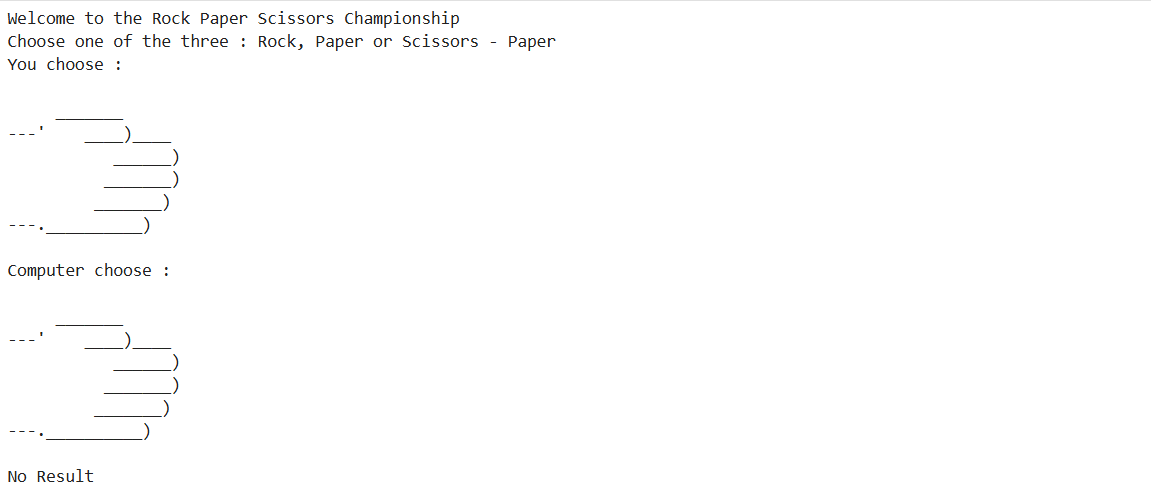 Welcome to the Rock Paper Scissors Championship
Choose one of the three : Rock, Paper or Scissors - Paper
You choose :
     _______
---'    ____)____
           ______)
          _______)
         _______)
---.__________)
Computer choose :
     _______
---'    ____)____
           ______)
          _______)
         _______)
---.__________)
No Result